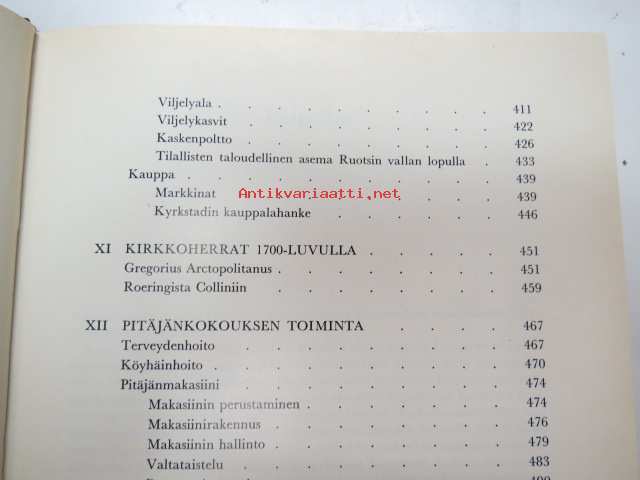 Viljelyala . . . . . . . . . . 411
Viljelykasvit . . . . . . . . 422
Kaskenpoltto . . . . . . . . . 426
Tilallisten taloudellinen asema Ruotsin vallan lopulla . 433
Kauppa . . . . . . . . . . 439
Markkinat . . . . . . . . 439
Antikvariaatti.net
Kyrkstadin kauppalahanke . . . . . . 446
XI KIRKKOHERRAT 1700-LUVULLA . . . . . 451
Gregorius Arctopolitanus . . . . . . . 451
Roeringista Colliniin . . . . . . . 459
XII PITÄJÄNKOKOUKSEN TOIMINTA . . . . 467
Terveydenhoito . . . . . . . . 467
Köyhäinhoito . . . . . . . . 470
Pitäjänmakasiini . . . . . . . . 474
Makasiinin perustaminen . . . . . . 474
Makasiinirakennus . . . . . . . 476
Makasiinin hallinto . . . . . . . 479
Valtataistelu . . . . . . . . 483